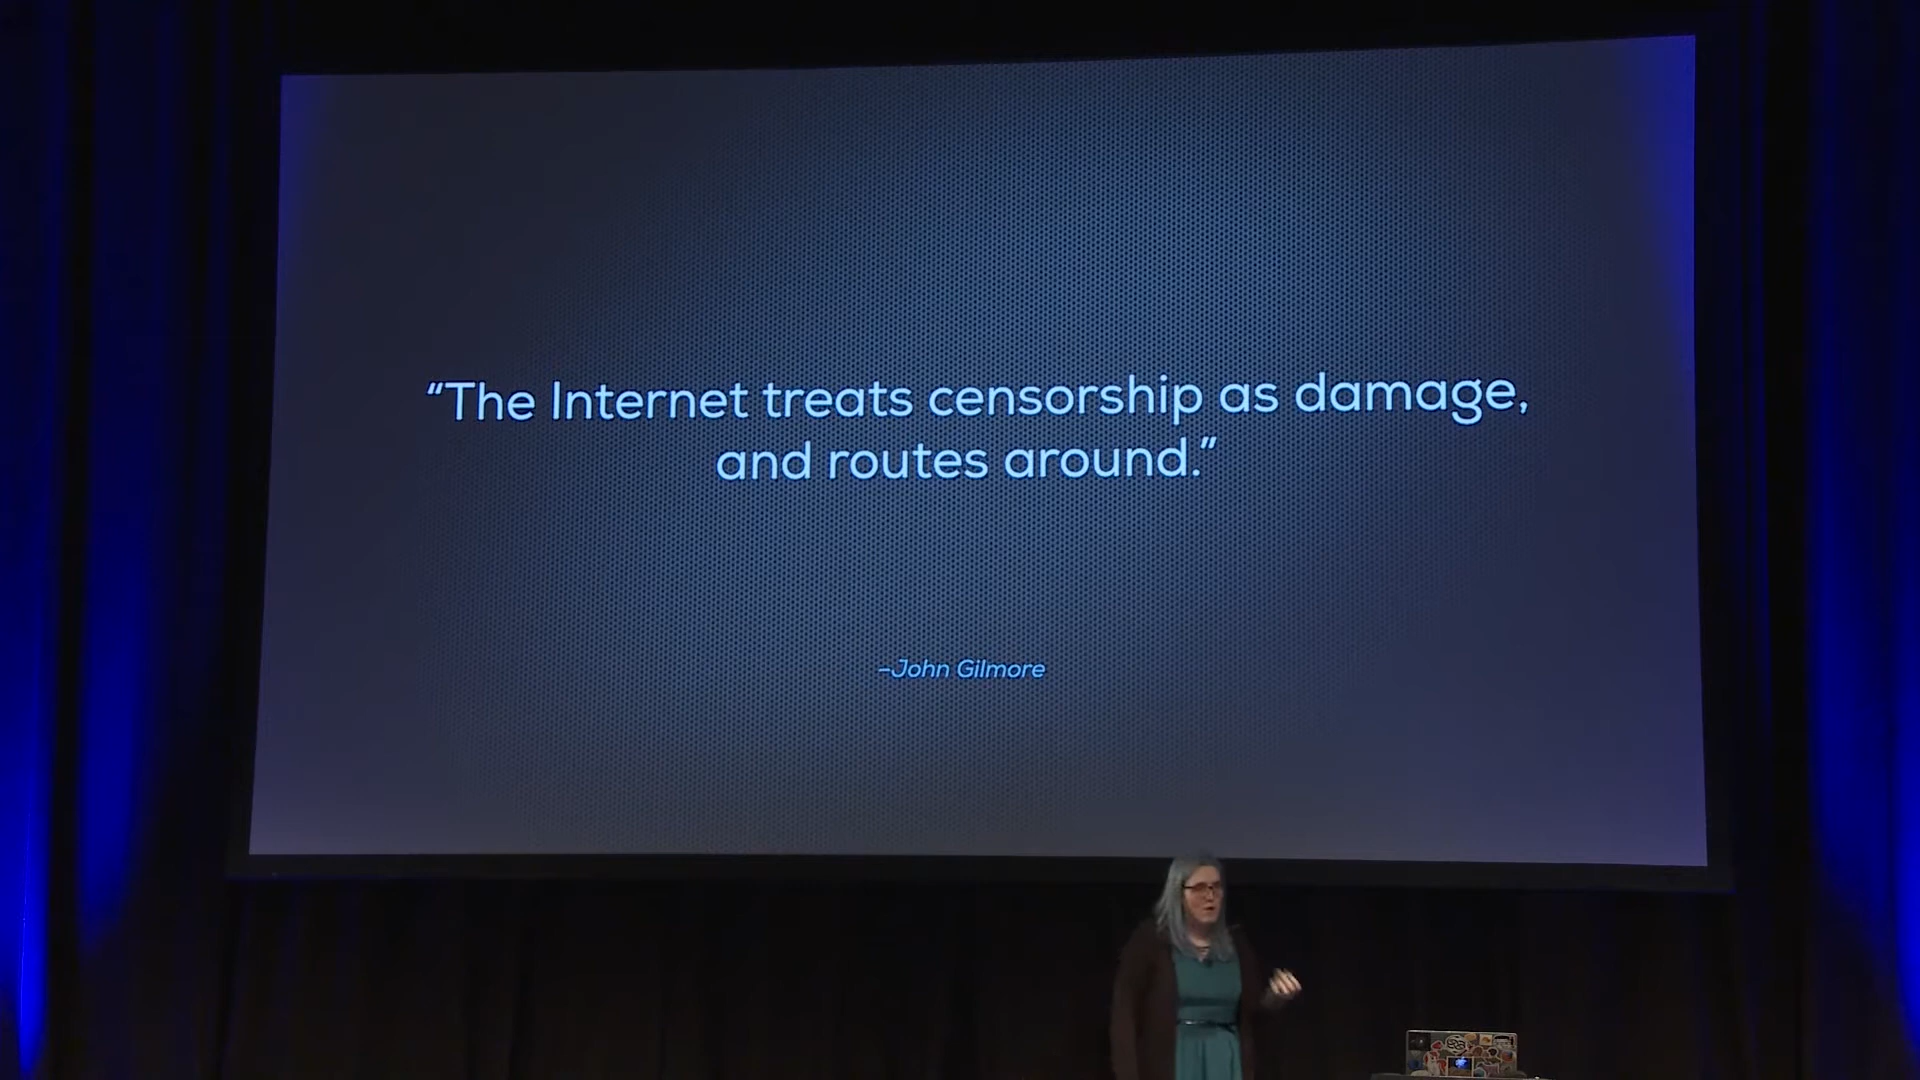 “The Internet treats censorship as damage,
and routes around.”
–John Gilmore